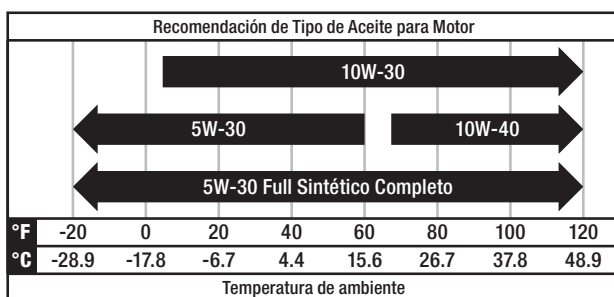 Recomendación de Tipo de Aceite para Motor
10W-30
5W-30 10W-40
5W-30 Full Sintético Completo
°F -20 0 20 40 60 80 100 120
°C -28.9 -17.8 -6.7 4.4 15.6 26.7 37.8 48.9
Temperatura de ambiente